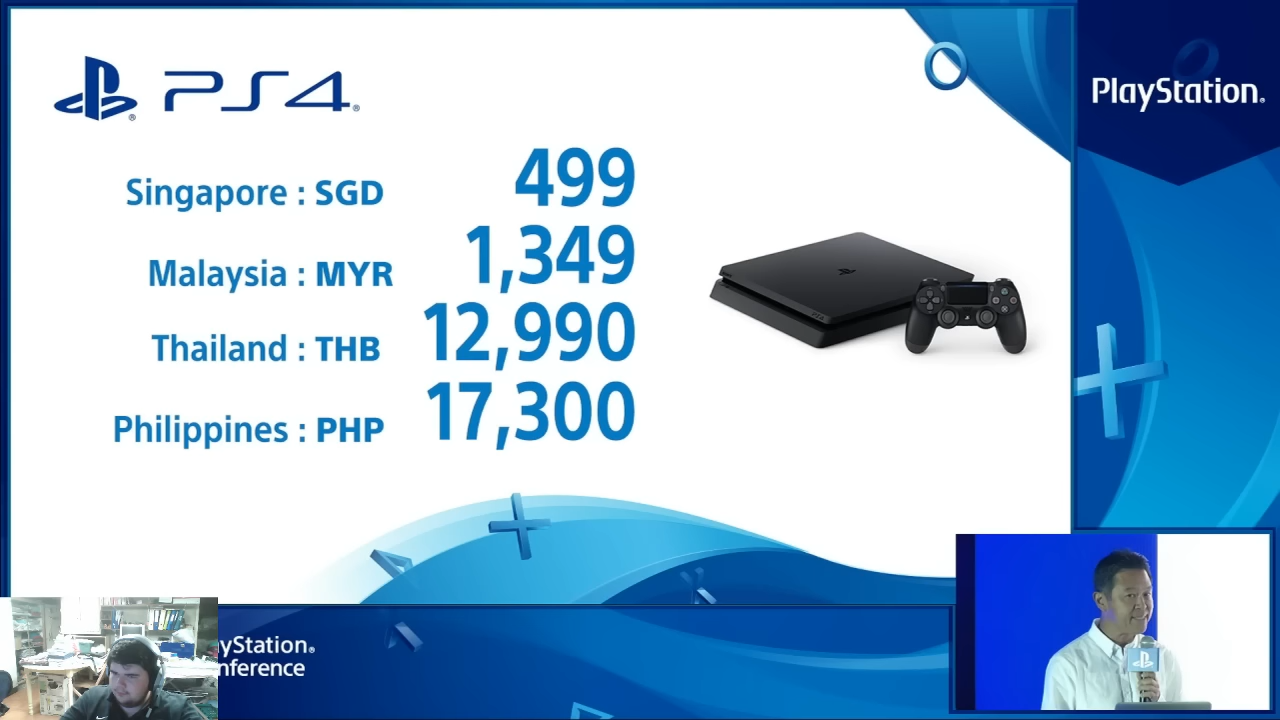 PS4®
PlayStation®
Singapore : SGD 499
Malaysia : MYR 1,349
Thailand : THB 12,990
Philippines : PHP 17,300
yStation®
nference